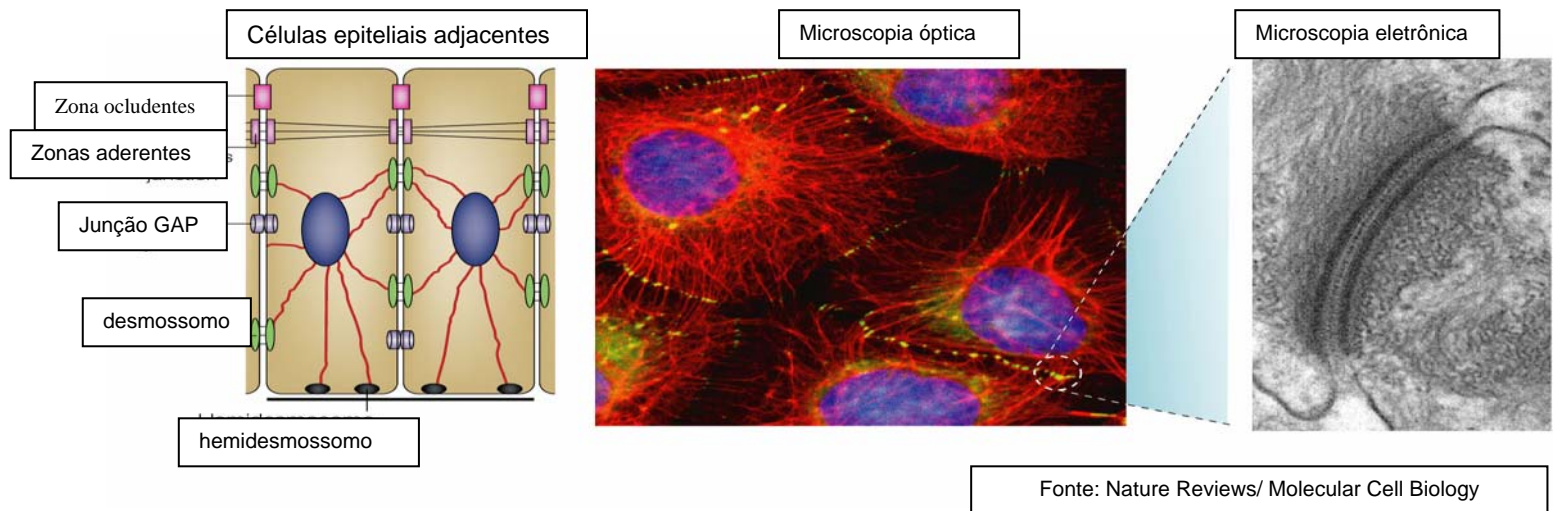 Células epiteliais adjacentes
Microscopia óptica
Microscopia eletrônica
Zona ocludentes
Zonas aderentes
s
Junção GAP
desmossomo
hemidesmossomo
Fonte: Nature Reviews/ Molecular Cell Biology